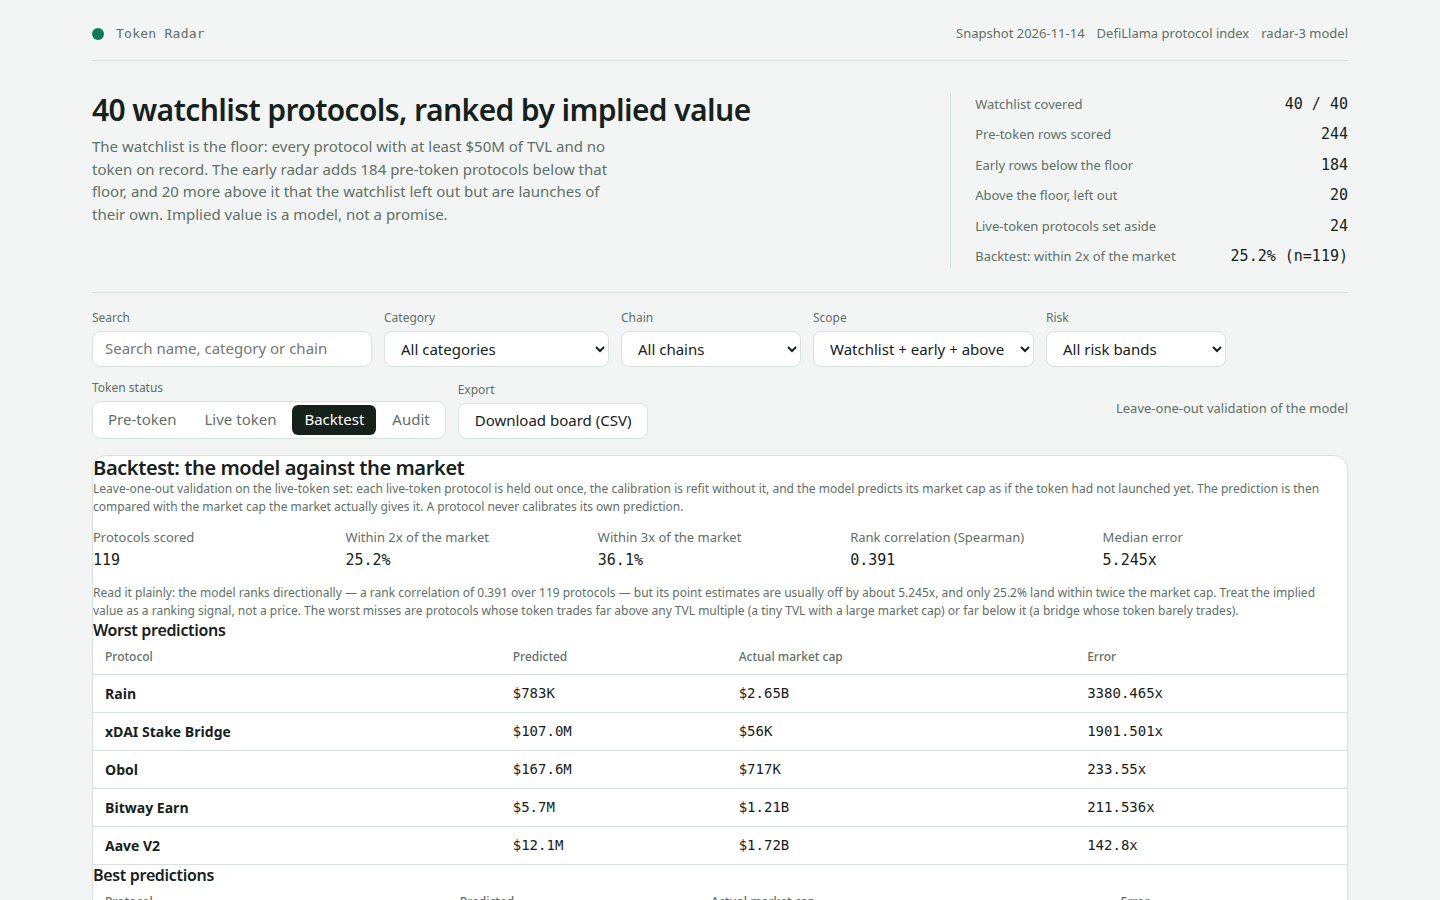 Token Radar
Snapshot 2026-11-14 DefiLlama protocol index radar-3 model
40 watchlist protocols, ranked by implied value
The watchlist is the floor: every protocol with at least $50M of TVL and no
token on record. The early radar adds 184 pre-token protocols below that
floor, and 20 more above it that the watchlist left out but are launches of
their own. Implied value is a model, not a promise.
Watchlist covered 40 / 40
Pre-token rows scored 244
Early rows below the floor 184
Above the floor, left out 20
Live-token protocols set aside 24
Backtest: within 2x of the market 25.2% (n=119)
Search Category Chain Scope Risk
Search name, category or chain All categories All chains Watchlist + early + above All risk bands
Token status Export
Pre-token Live token Backtest Audit Download board (CSV) Leave-one-out validation of the model
Backtest: the model against the market
Leave-one-out validation on the live-token set: each live-token protocol is held out once, the calibration is refit without it, and the model predicts its market cap as if the token had not launched yet. The prediction is then
compared with the market cap the market actually gives it. A protocol never calibrates its own prediction.
Protocols scored Within 2x of the market Within 3x of the market Rank correlation (Spearman) Median error
119 25.2% 36.1% 0.391 5.245x
Read it plainly: the model ranks directionally — a rank correlation of 0.391 over 119 protocols — but its point estimates are usually off by about 5.245x, and only 25.2% land within twice the market cap. Treat the implied
value as a ranking signal, not a price. The worst misses are protocols whose token trades far above any TVL multiple (a tiny TVL with a large market cap) or far below it (a bridge whose token barely trades).
Worst predictions
Protocol Predicted Actual market cap Error
Rain $783K $2.65B 3380.465x
xDAI Stake Bridge $107.0M $56K 1901.501x
Obol $167.6M $717K 233.55x
Bitway Earn $5.7M $1.21B 211.536x
Aave V2 $12.1M $1.72B 142.8x
Best predictions
Protocol Predicted Actual market cap Error